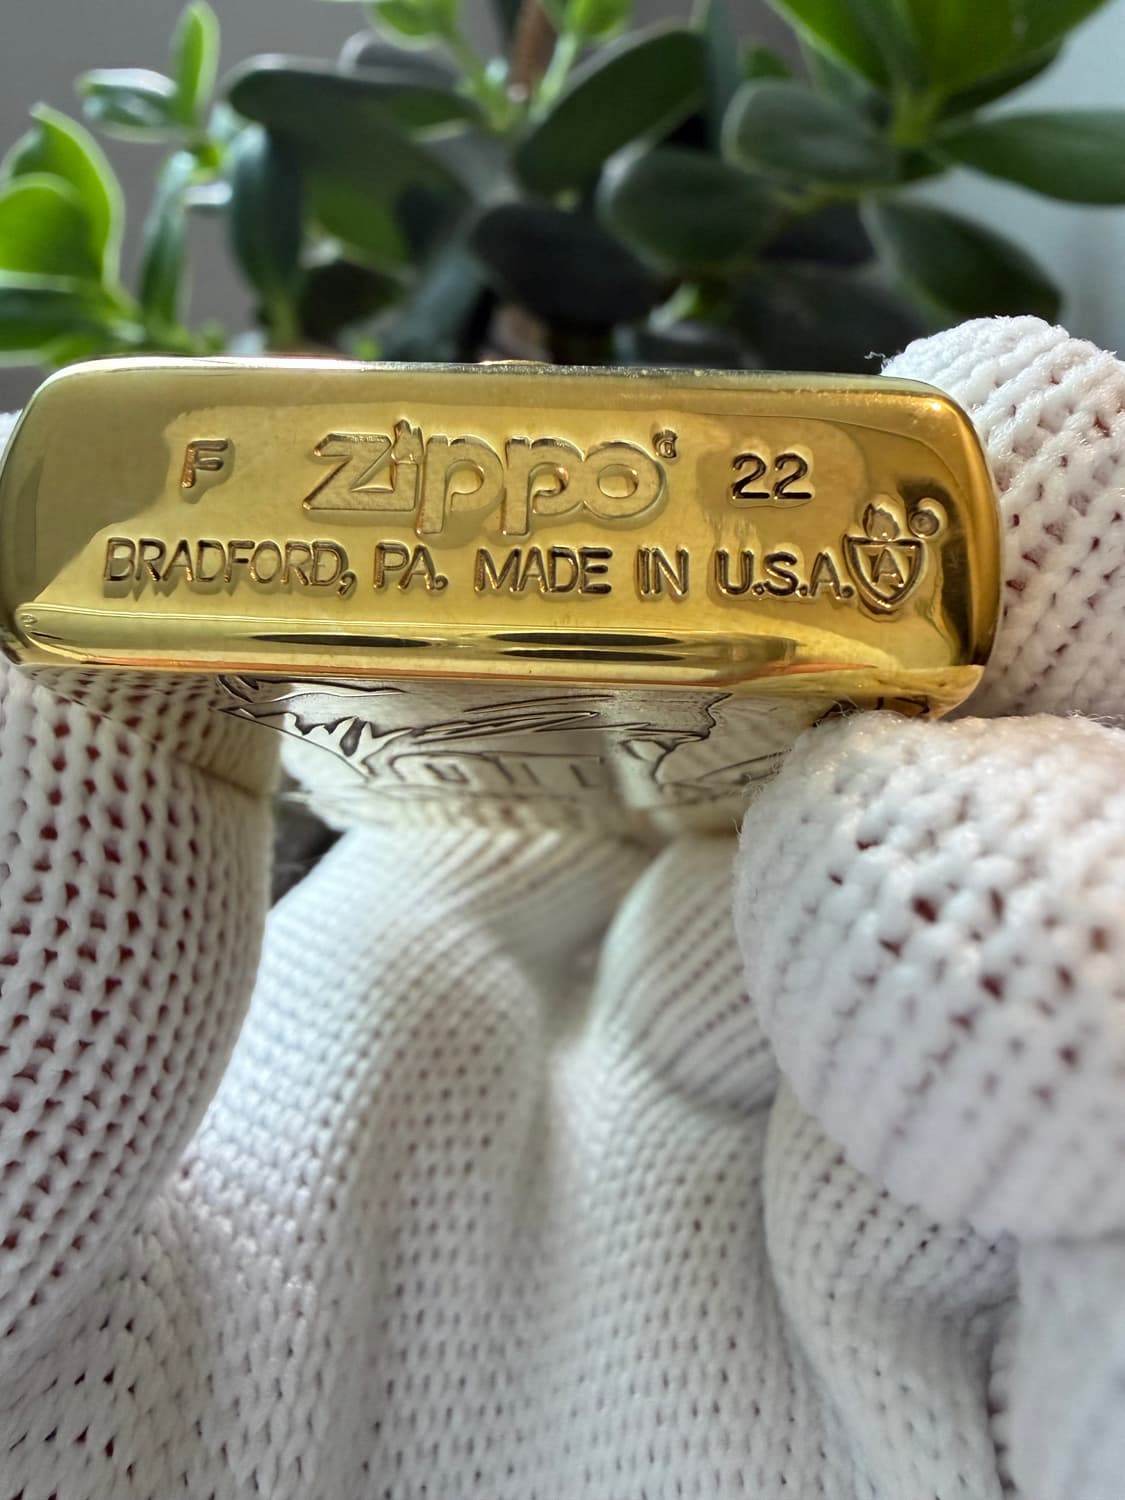 F zippo ® 22
BRADFORD, PA. MADE IN U.S.A. A